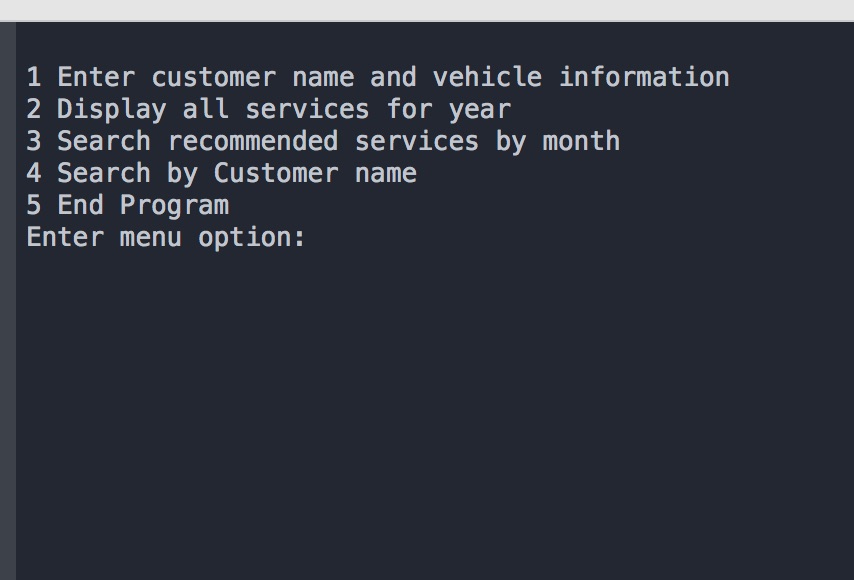 1 Enter customer name and vehicle information
2 Display all services for year
3 Search recommended services by month
4 Search by Customer name
5 End Program
Enter menu option: